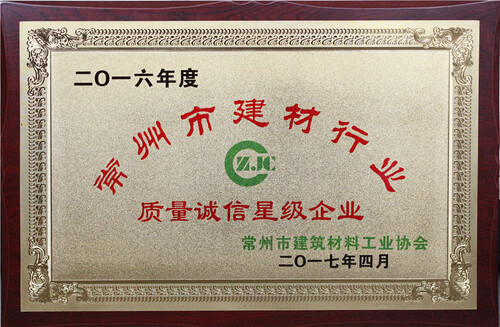 二〇一六年度
常州市建材行业
ZJC
质量诚信星级企业
常州市建筑材料工业协会
二〇一七年四月